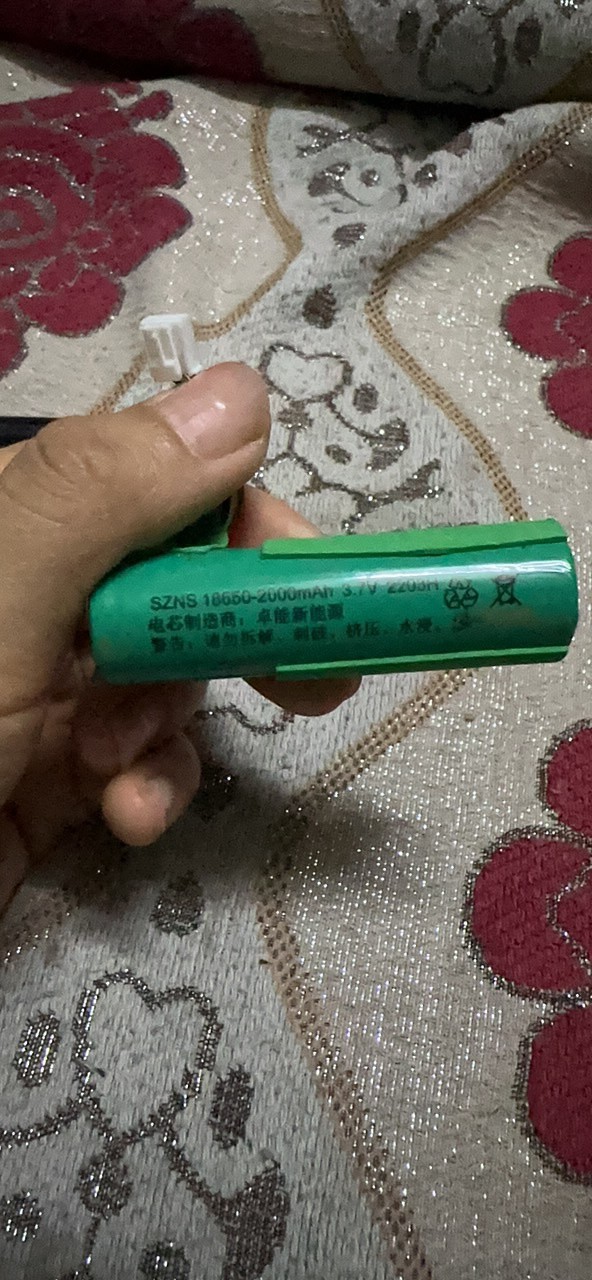 SZNS 18650-2000mAh 3.7V 2203H
电芯制造商：卓能新能源
警告：请勿拆解、刺破、挤压、水浸、